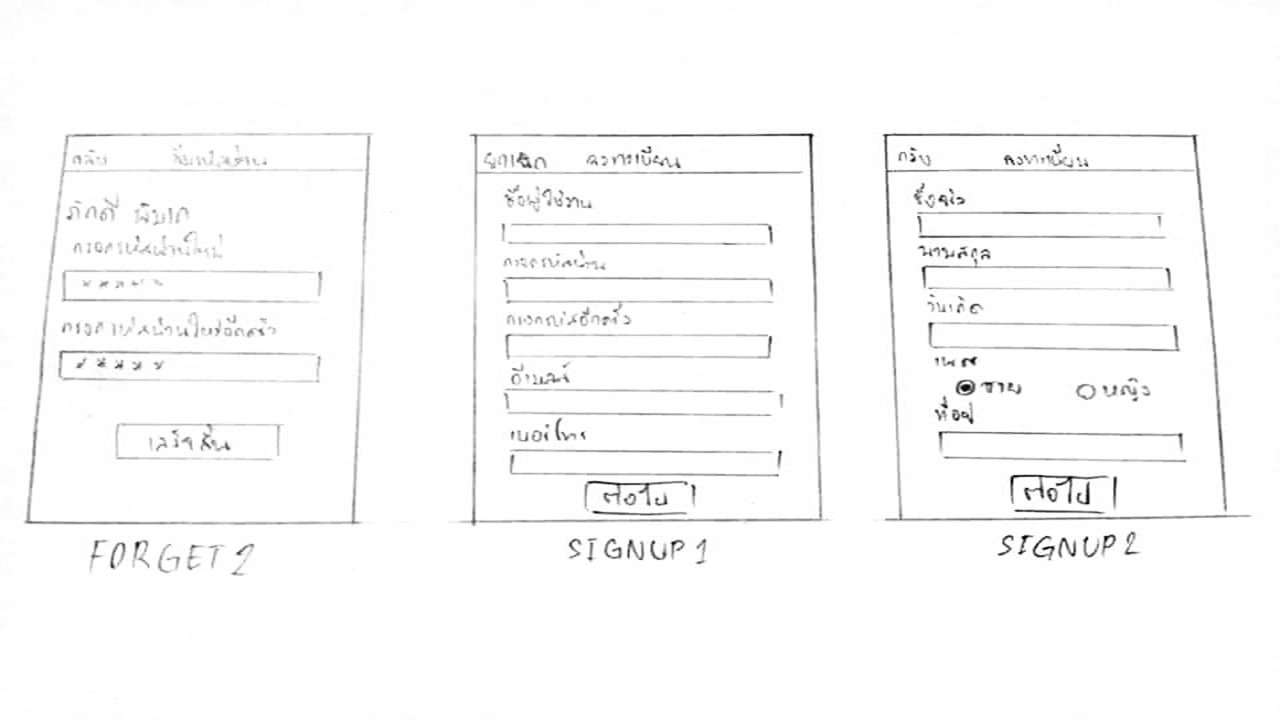 กลับ ลืมรหัสผ่าน
ภักดี
กรอกรหัสผ่านใหม่
*****
กรอกรหัสผ่านใหม่อีกครั้ง
*****
เสร็จสิ้น
FORGET 2
ยกเลิก ลงทะเบียน
ชื่อผู้ใช้งาน
กรอกรหัสผ่าน
กรอกรหัสอีกครั้ง
อีเมลล์
เบอร์โทร
ต่อไป
SIGNUP 1
กลับ ลงทะเบียน
ชื่อจริง
นามสกุล
วันเกิด
เพศ
ชาย หญิง
ที่อยู่
ต่อไป
SIGNUP 2